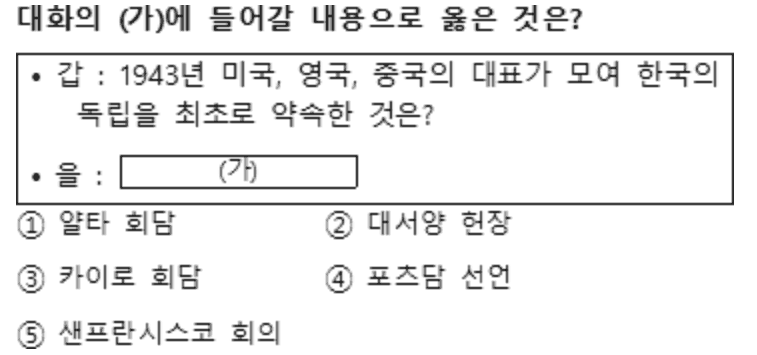 대화의 (가)에 들어갈 내용으로 옳은 것은?
• 갑 : 1943년 미국, 영국, 중국의 대표가 모여 한국의
독립을 최초로 약속한 것은?
• 을 : (가)
① 얄타 회담 ② 대서양 헌장
③ 카이로 회담 ④ 포츠담 선언
⑤ 샌프란시스코 회의